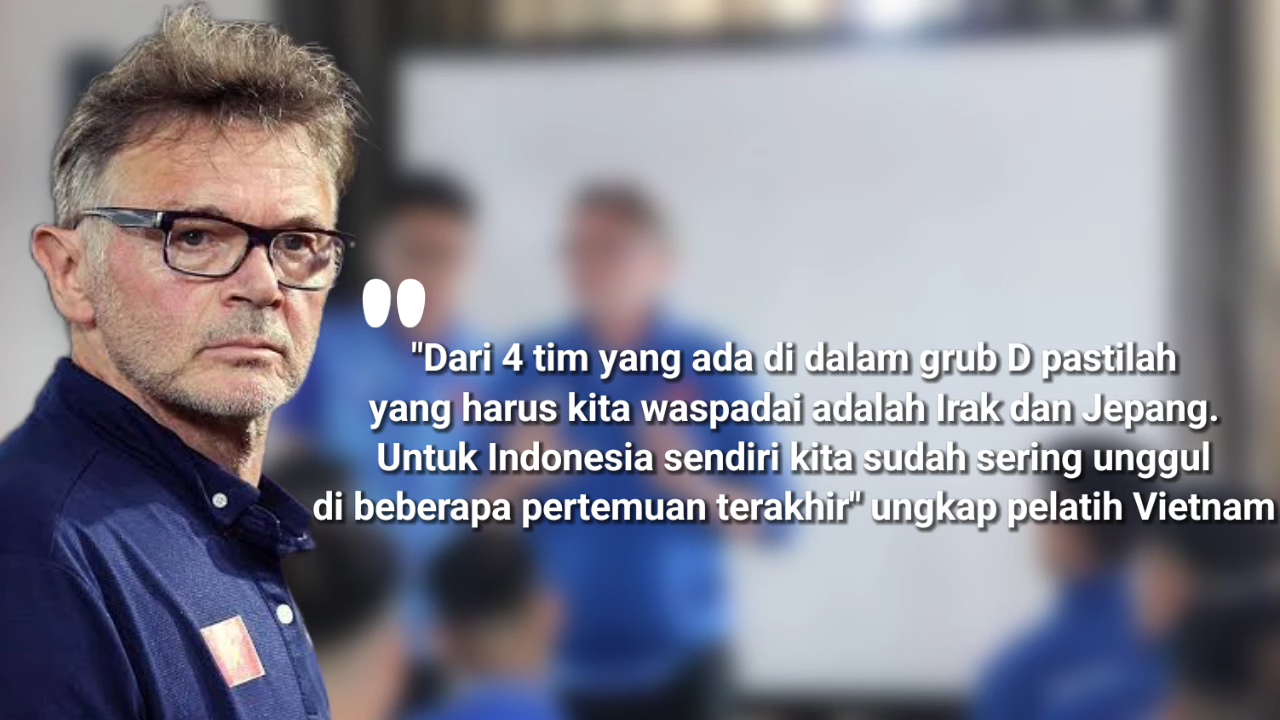 "
"Dari 4 tim yang ada di dalam grub D pastilah
yang harus kita waspadai adalah Irak dan Jepang.
Untuk Indonesia sendiri kita sudah sering unggul
di beberapa pertemuan terakhir" ungkap pelatih Vietnam